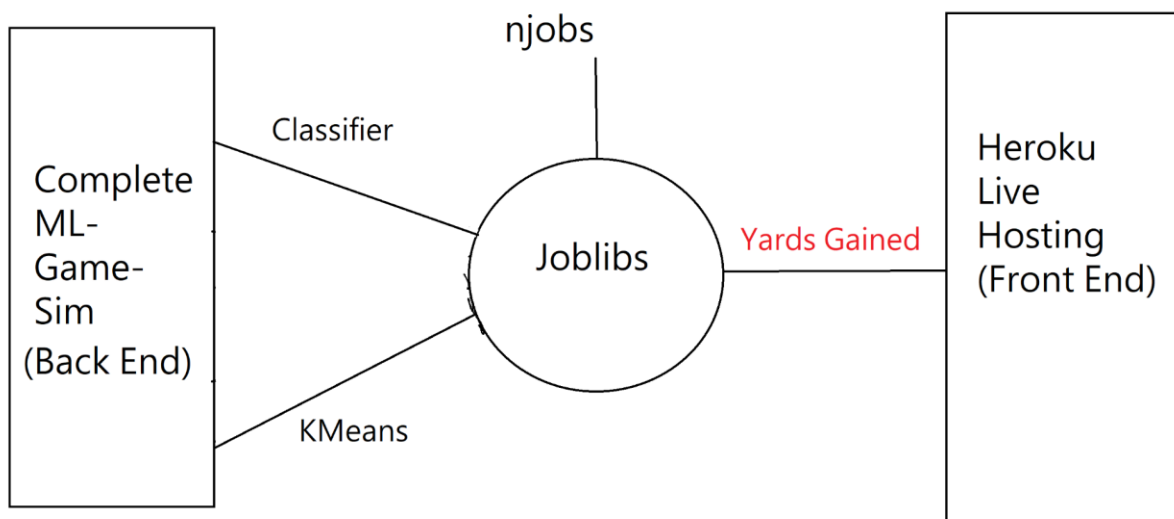 njobs
Classifier
Complete
ML-
Game-
Sim
(Back End)
KMeans
Joblibs
Yards Gained
Heroku
Live
Hosting
(Front End)